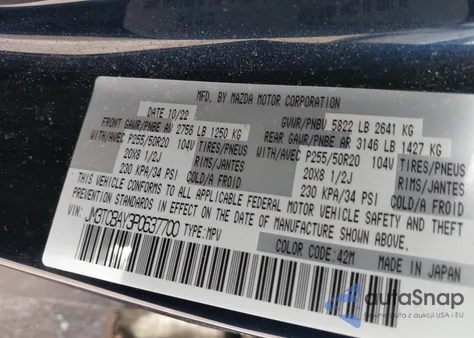 MFD. BY MAZDA MOTOR CORPORATION
DATE 10/22
GVWR/PNBV 5822 LB 2641 KG
FRONT GAWR/PNBE AV 2756 LB 1250 KG
REAR GAWR/PNBE AR 3146 LB 1427 KG
WITH/AVEC P255/50R20 104V TIRES/PNEUS
WITH/AVEC P255/50R20 104V TIRES/PNEUS
20X8 1/2J RIMS/JANTES
20X8 1/2J RIMS/JANTES
230 KPA/34 PSI COLD/A FROID
230 KPA/34 PSI COLD/A FROID
THIS VEHICLE CONFORMS TO ALL APPLICABLE FEDERAL MOTOR VEHICLE SAFETY AND THEFT
PREVENTION STANDARDS IN EFFECT ON THE DATE OF MANUFACTURE SHOWN ABOVE.
VIN: JM3TCBAY3P0637700 TYPE:MPV
COLOR CODE:42M MADE IN JAPAN
autaSnap
Auta z aukcji USA i EU